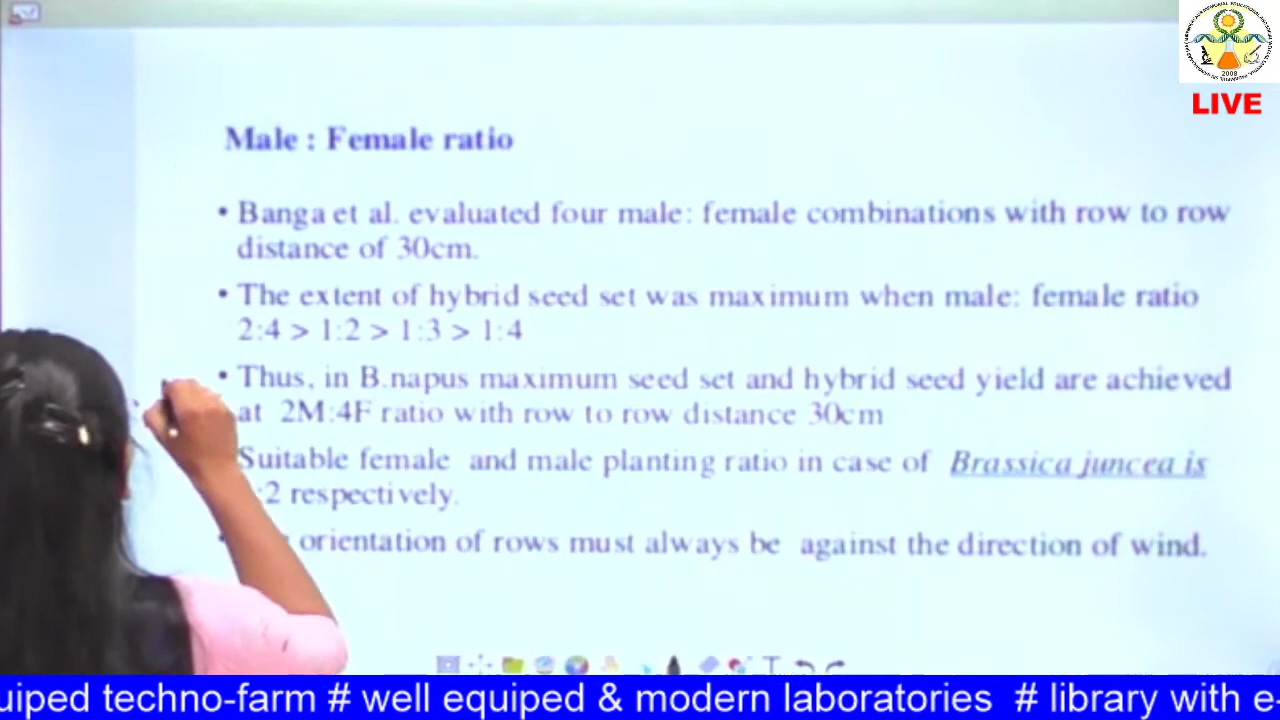 LIVE
2008
Male : Female ratio
• Banga et al. evaluated four male: female combinations with row to row
distance of 30cm.
• The extent of hybrid seed set was maximum when male: female ratio
2:4 > 1:2 > 1:3 > 1:4
• Thus, in B.napus maximum seed set and hybrid seed yield are achieved
at 2M:4F ratio with row to row distance 30cm
Suitable female and male planting ratio in case of Brassica juncea is
:2 respectively.
orientation of rows must always be against the direction of wind.
uiped techno-farm # well equiped & modern laboratories # library with e